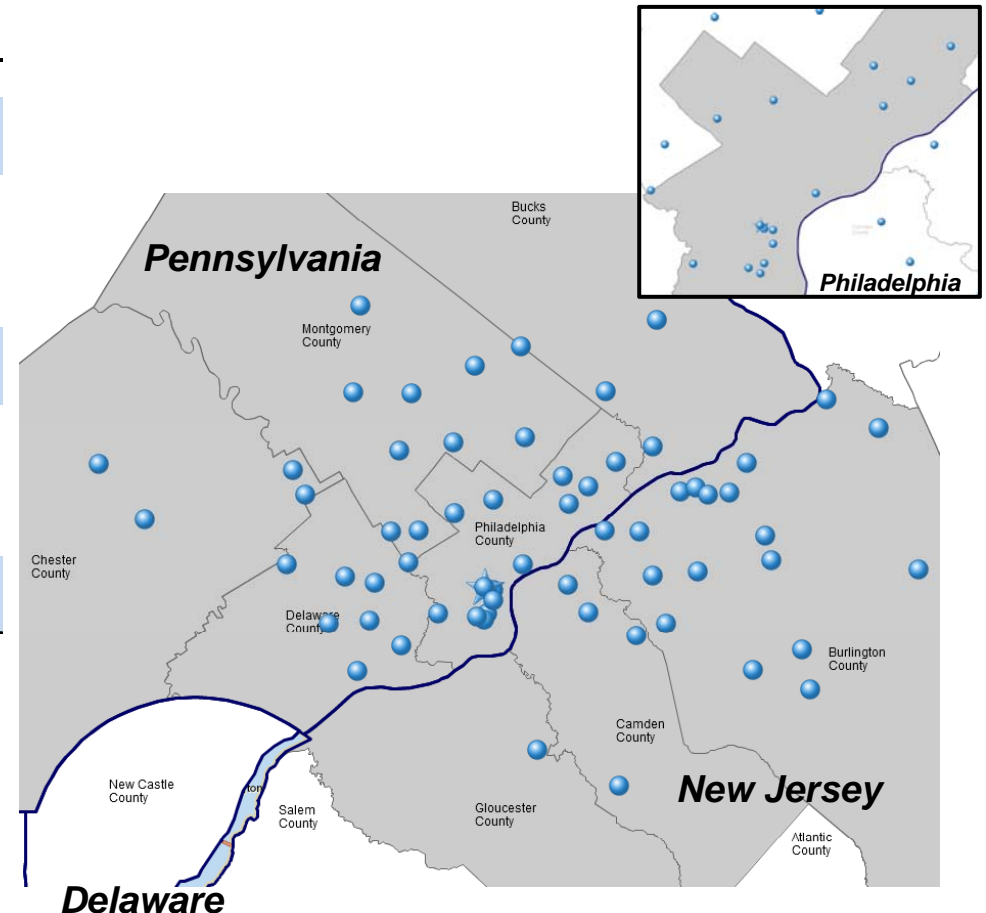 Philadelphia
Bucks
County
Pennsylvania
Montgomery
County
Philadelphia
County
Chester
County
Delaware
County
Burlington
County
Camden
County
New Castle
County
Salem
County
Gloucester
County
New Jersey
Atlantic
County
Delaware